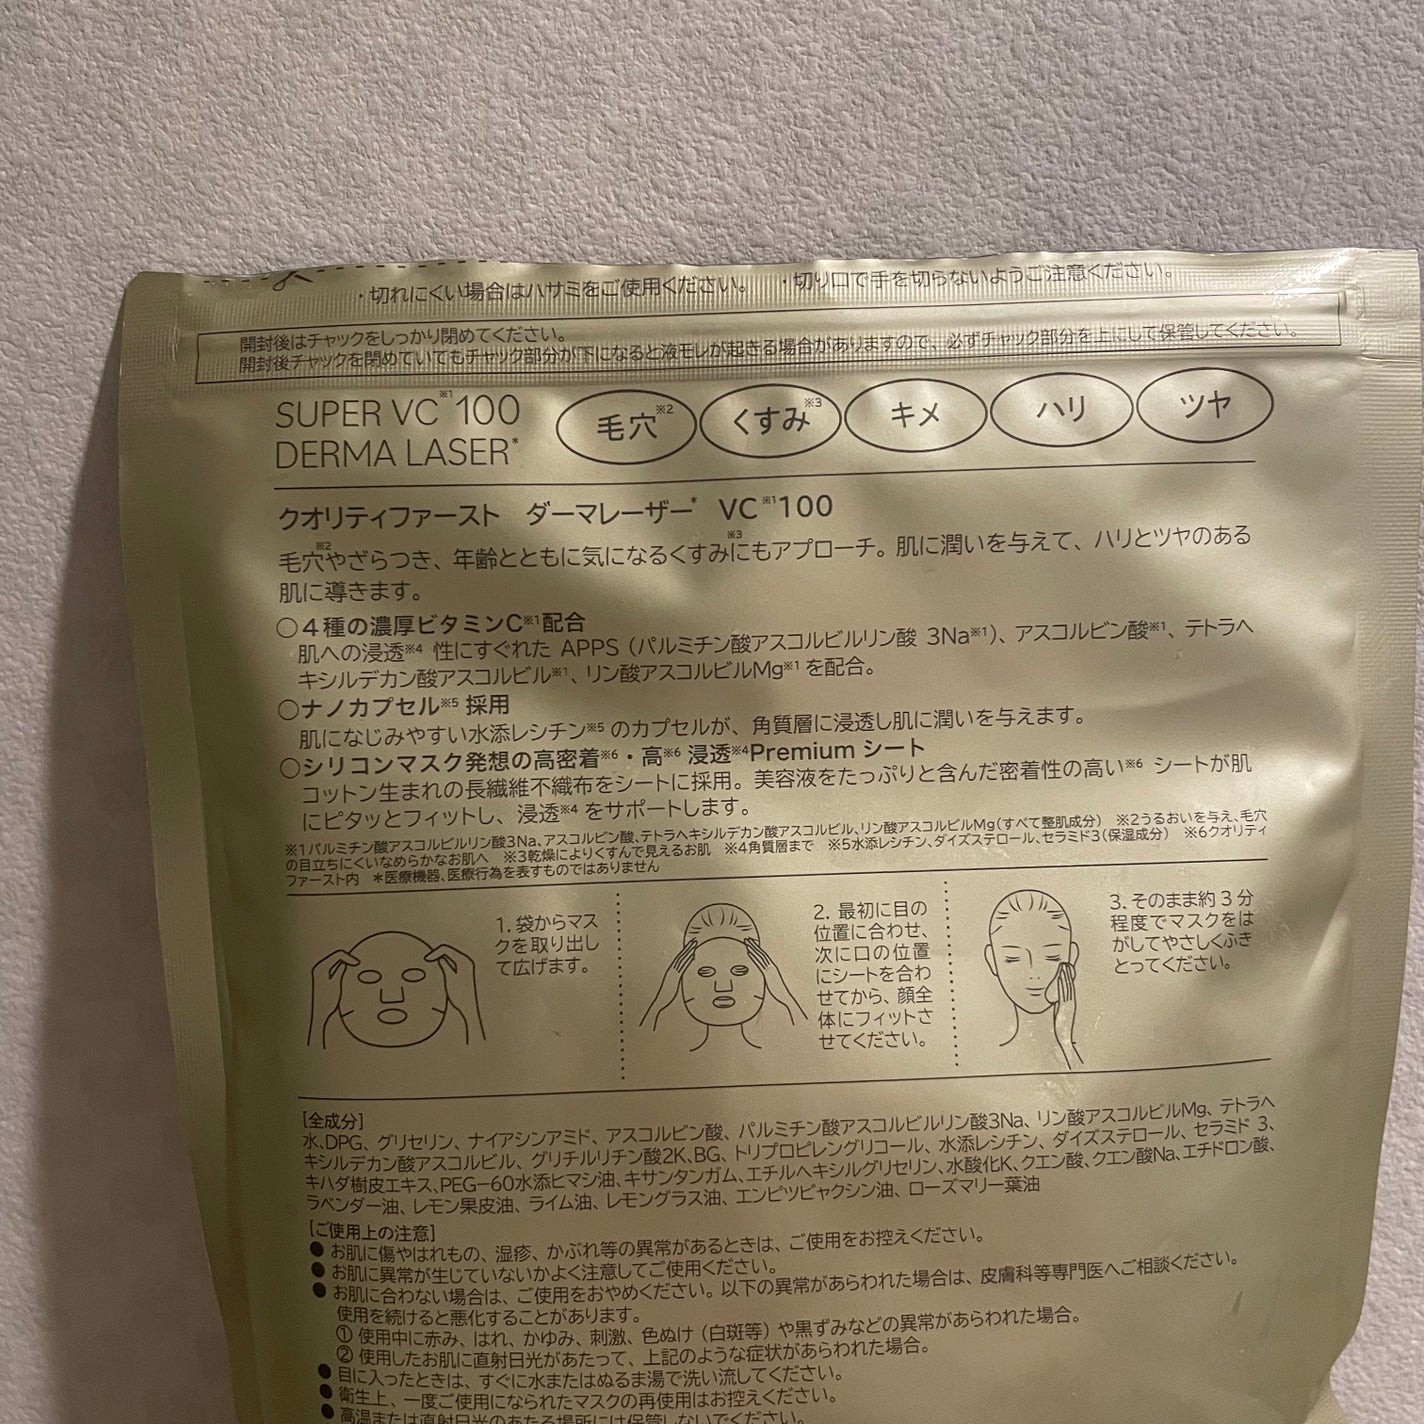 ・切れにくい場合はハサミをご使用ください。 ・切り口で手を切らないようご注意ください。
開封後はチャックをしっかり閉めてください。
開封後チャックを閉めていてもチャック部分が下になると液モレが起きる場合がありますので、必ずチャック部分を上にして保管してください。
SUPER VC※1 100
DERMA LASER*
毛穴※2 くすみ※3 キメ ハリ ツヤ
クオリティファースト ダーマレーザー* VC※1100
毛穴※2やざらつき、年齢とともに気になるくすみ※3にもアプローチ。肌に潤いを与えて、ハリとツヤのある
肌に導きます。
○4種の濃厚ビタミンC※1配合
肌への浸透※4 性にすぐれた APPS（パルミチン酸アスコルビルリン酸 3Na※1）、アスコルビン酸※1、テトラヘ
キシルデカン酸アスコルビル※1、リン酸アスコルビルMg※1 を配合。
○ナノカプセル※5 採用
肌になじみやすい水添レシチン※5 のカプセルが、角質層に浸透し肌に潤いを与えます。
○シリコンマスク発想の高密着※6・高※6 浸透※4Premium シート
コットン生まれの長繊維不織布をシートに採用。美容液をたっぷりと含んだ密着性の高い※6 シートが肌
にピタッとフィットし、浸透※4 をサポートします。
※1パルミチン酸アスコルビルリン酸3Na、アスコルビン酸、テトラヘキシルデカン酸アスコルビル、リン酸アスコルビルMg（すべて整肌成分） ※2うるおいを与え、毛穴
の目立ちにくいなめらかなお肌へ ※3乾燥によりくすんで見えるお肌 ※4角質層まで ※5水添レシチン、ダイズステロール、セラミド3（保湿成分） ※6クオリティ
ファースト内 *医療機器、医療行為を表すものではありません
1. 袋からマス
クを取り出し
て広げます。
2. 最初に目の
位置に合わせ、
次に口の位置
にシートを合わ
せてから、顔全
体にフィットさ
せてください。
3. そのまま約3分
程度でマスクをは
がしてやさしくふき
とってください。
[全成分]
水、DPG、グリセリン、ナイアシンアミド、アスコルビン酸、パルミチン酸アスコルビルリン酸3Na、リン酸アスコルビルMg、テトラヘ
キシルデカン酸アスコルビル、グリチルリチン酸2K、BG、トリプロピレングリコール、水添レシチン、ダイズステロール、セラミド 3、
キハダ樹皮エキス、PEG-60水添ヒマシ油、キサンタンガム、エチルヘキシルグリセリン、水酸化K、クエン酸、クエン酸Na、エチドロン酸、
ラベンダー油、レモン果皮油、ライム油、レモングラス油、エンピツビャクシン油、ローズマリー葉油
[ご使用上の注意]
●お肌に傷やはれもの、湿疹、かぶれ等の異常があるときは、ご使用をお控えください。
●お肌に異常が生じていないかよく注意してご使用ください。
●お肌に合わない場合は、ご使用をおやめください。以下の異常があらわれた場合は、皮膚科等専門医へご相談ください。
使用を続けると悪化することがあります。
① 使用中に赤み、はれ、かゆみ、刺激、色ぬけ（白斑等）や黒ずみなどの異常があらわれた場合。
② 使用したお肌に直射日光があたって、上記のような症状があらわれた場合。
●目に入ったときは、すぐに水またはぬるま湯で洗い流してください。
●衛生上、一度ご使用になられたマスクの再使用はお控えください。
●高温または直射日光のあたる場所には保管しないでください。